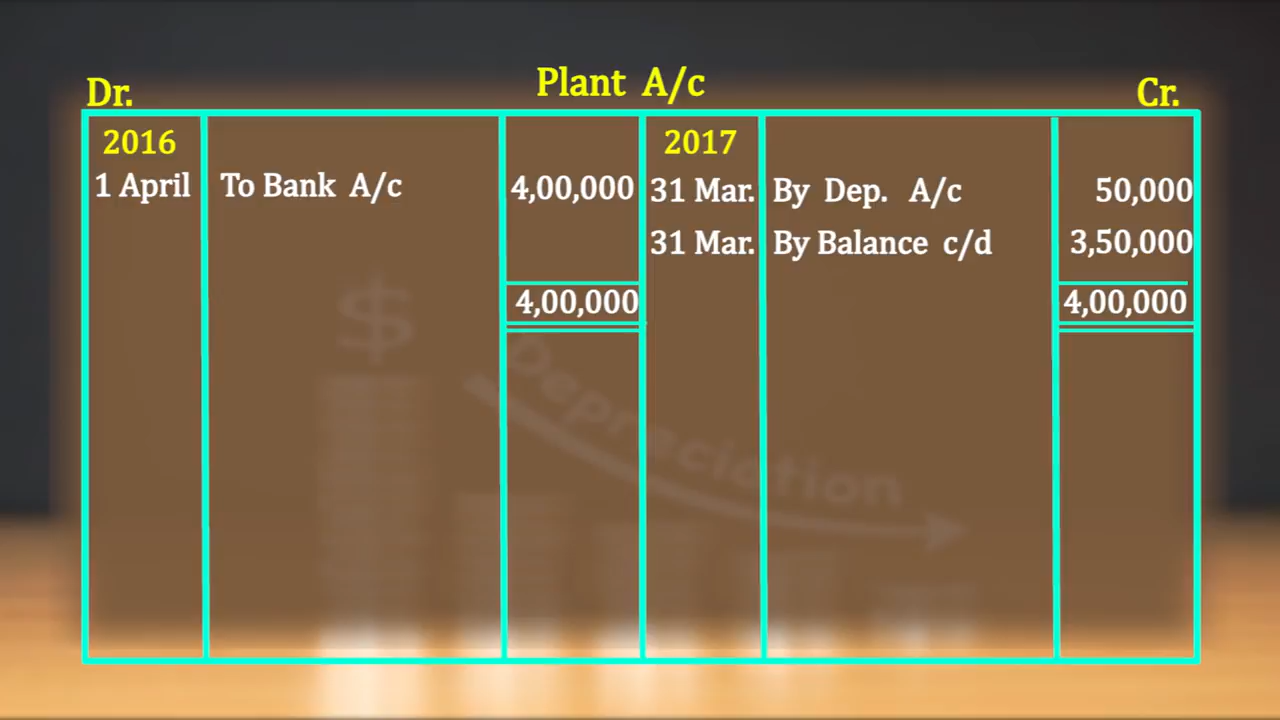 Dr. Plant A/c Cr.
2016 2017
1 April To Bank A/c 4,00,000 31 Mar. By Dep. A/c 50,000
31 Mar. By Balance c/d 3,50,000
4,00,000 4,00,000
$
Depreciation